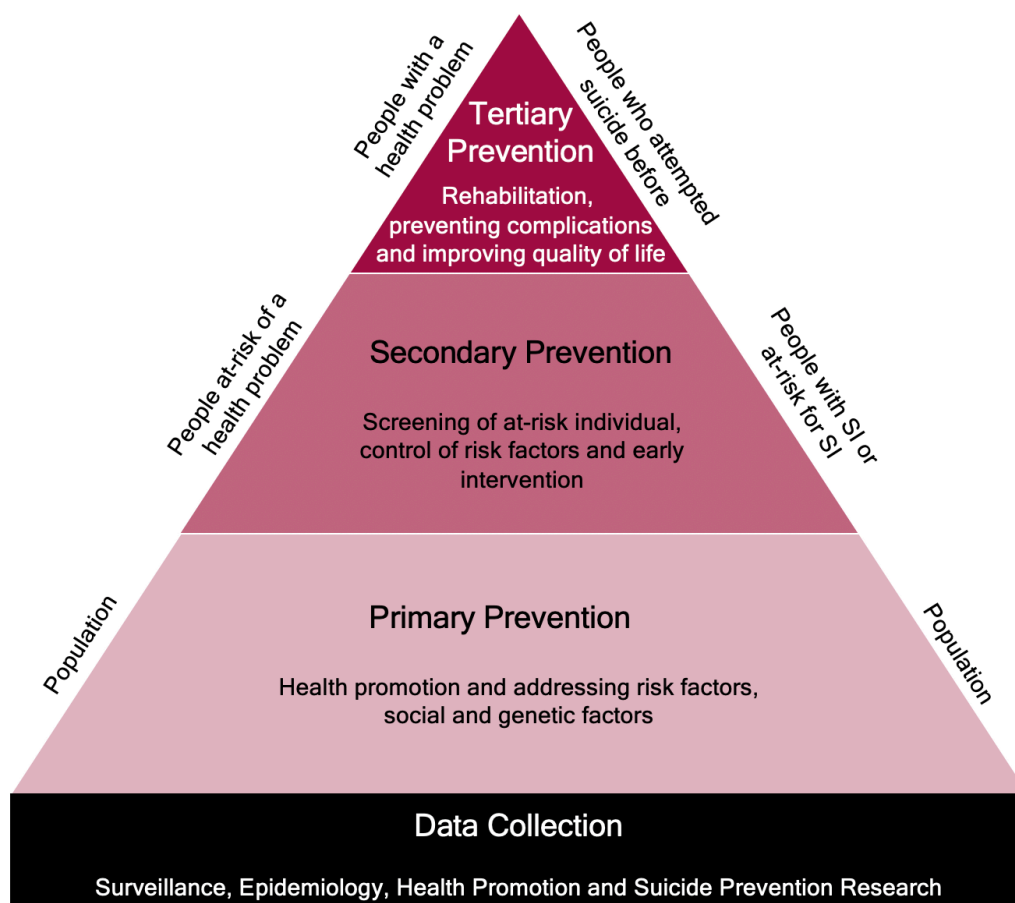 People with a
health problem
People who attempted
suicide before
Tertiary
Prevention
Rehabilitation,
preventing complications
and improving quality of life
People at-risk of a
health problem
People with SI or
at-risk for SI
Secondary Prevention
Screening of at-risk individual,
control of risk factors and early
intervention
Population
Population
Primary Prevention
Health promotion and addressing risk factors,
social and genetic factors
Data Collection
Surveillance, Epidemiology, Health Promotion and Suicide Prevention Research